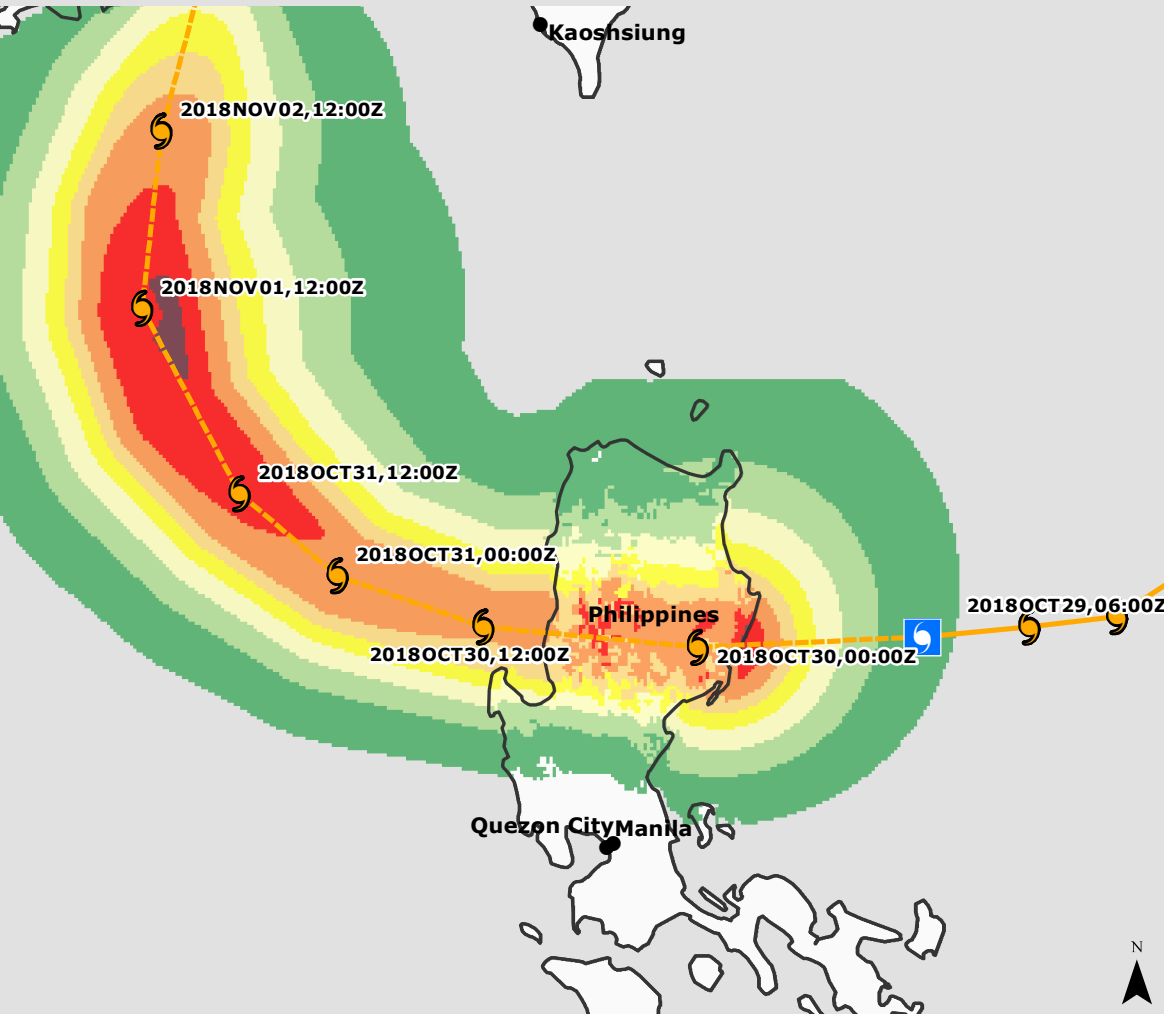 Kaoshsiung
2018NOV02,12:00Z
2018NOV01,12:00Z
2018OCT31,12:00Z
2018OCT31,00:00Z
2018OCT29,06:00Z
Philippines
2018OCT30,12:00Z
2018OCT30,00:00Z
Quezon City
Manila
N